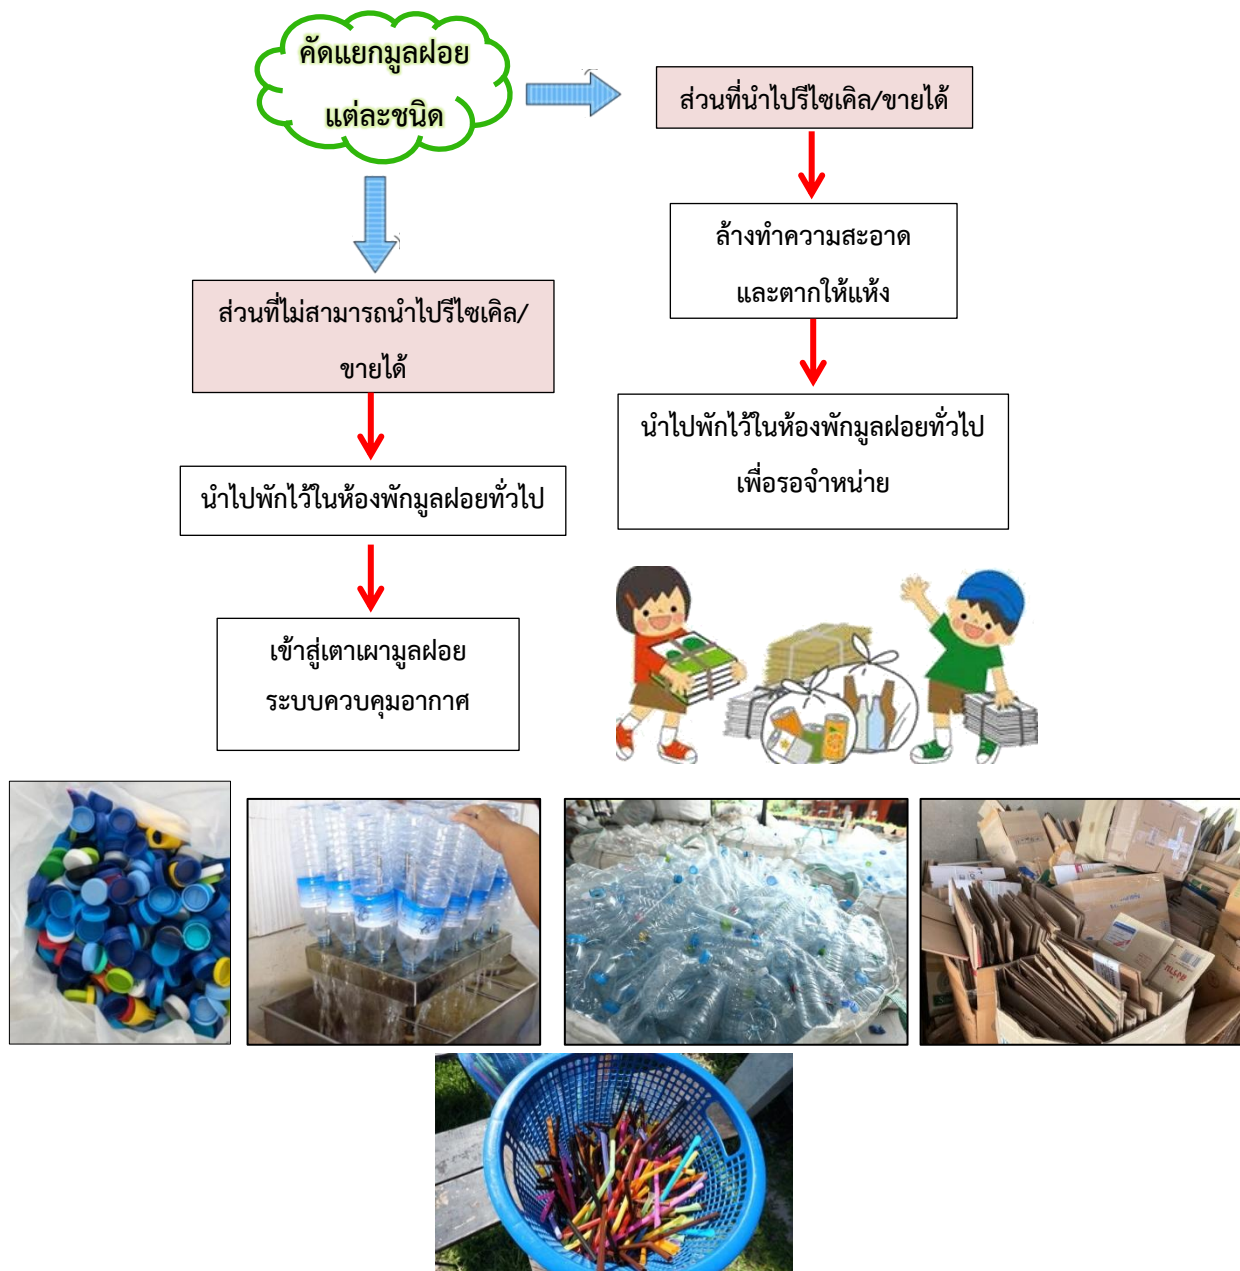 คัดแยกมูลฝอย
แต่ละชนิด
ส่วนที่นำไปรีไซเคิล/ขายได้
ล้างทำความสะอาด
และตากให้แห้ง
นำไปพักไว้ในห้องพักมูลฝอยทั่วไป
เพื่อรอจำหน่าย
ส่วนที่ไม่สามารถนำไปรีไซเคิล/
ขายได้
นำไปพักไว้ในห้องพักมูลฝอยทั่วไป
เข้าสู่เตาเผามูลฝอย
ระบบควบคุมอากาศ